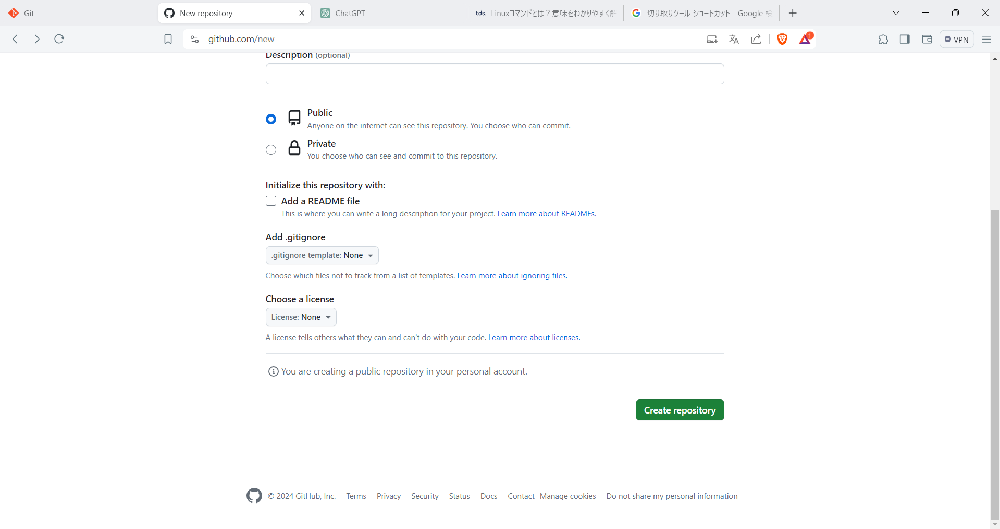 Git
New repository
ChatGPT
tds. Linuxコマンドとは？意味をわかりやすく解
切り取りツール ショートカット - Google 検
github.com/new
1
VPN
Description (optional)
Public
Anyone on the internet can see this repository. You choose who can commit.
Private
You choose who can see and commit to this repository.
Initialize this repository with:
Add a README file
This is where you can write a long description for your project. Learn more about READMEs.
Add .gitignore
.gitignore template: None
Choose which files not to track from a list of templates. Learn more about ignoring files.
Choose a license
License: None
A license tells others what they can and can't do with your code. Learn more about licenses.
You are creating a public repository in your personal account.
Create repository
© 2024 GitHub, Inc. Terms Privacy Security Status Docs Contact Manage cookies Do not share my personal information